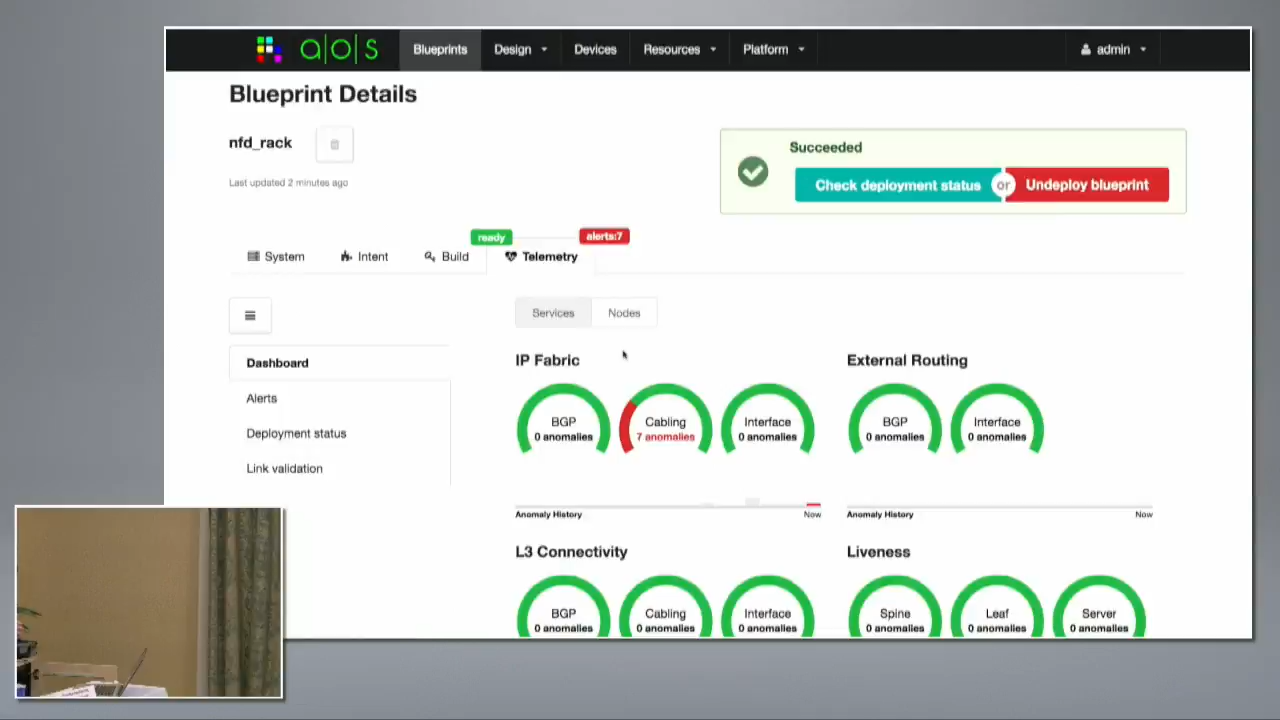 a|o|s Blueprints Design Devices Resources Platform admin
Blueprint Details
nfd_rack
Last updated 2 minutes ago
Succeeded
Check deployment status or Undeploy blueprint
ready alerts:7
System Intent Build Telemetry
Services Nodes
Dashboard
Alerts
Deployment status
Link validation
IP Fabric
BGP
0 anomalies
Cabling
7 anomalies
Interface
0 anomalies
Anomaly History Now
External Routing
BGP
0 anomalies
Interface
0 anomalies
Anomaly History Now
L3 Connectivity
BGP
0 anomalies
Cabling
0 anomalies
Interface
0 anomalies
Liveness
Spine
0 anomalies
Leaf
0 anomalies
Server
0 anomalies